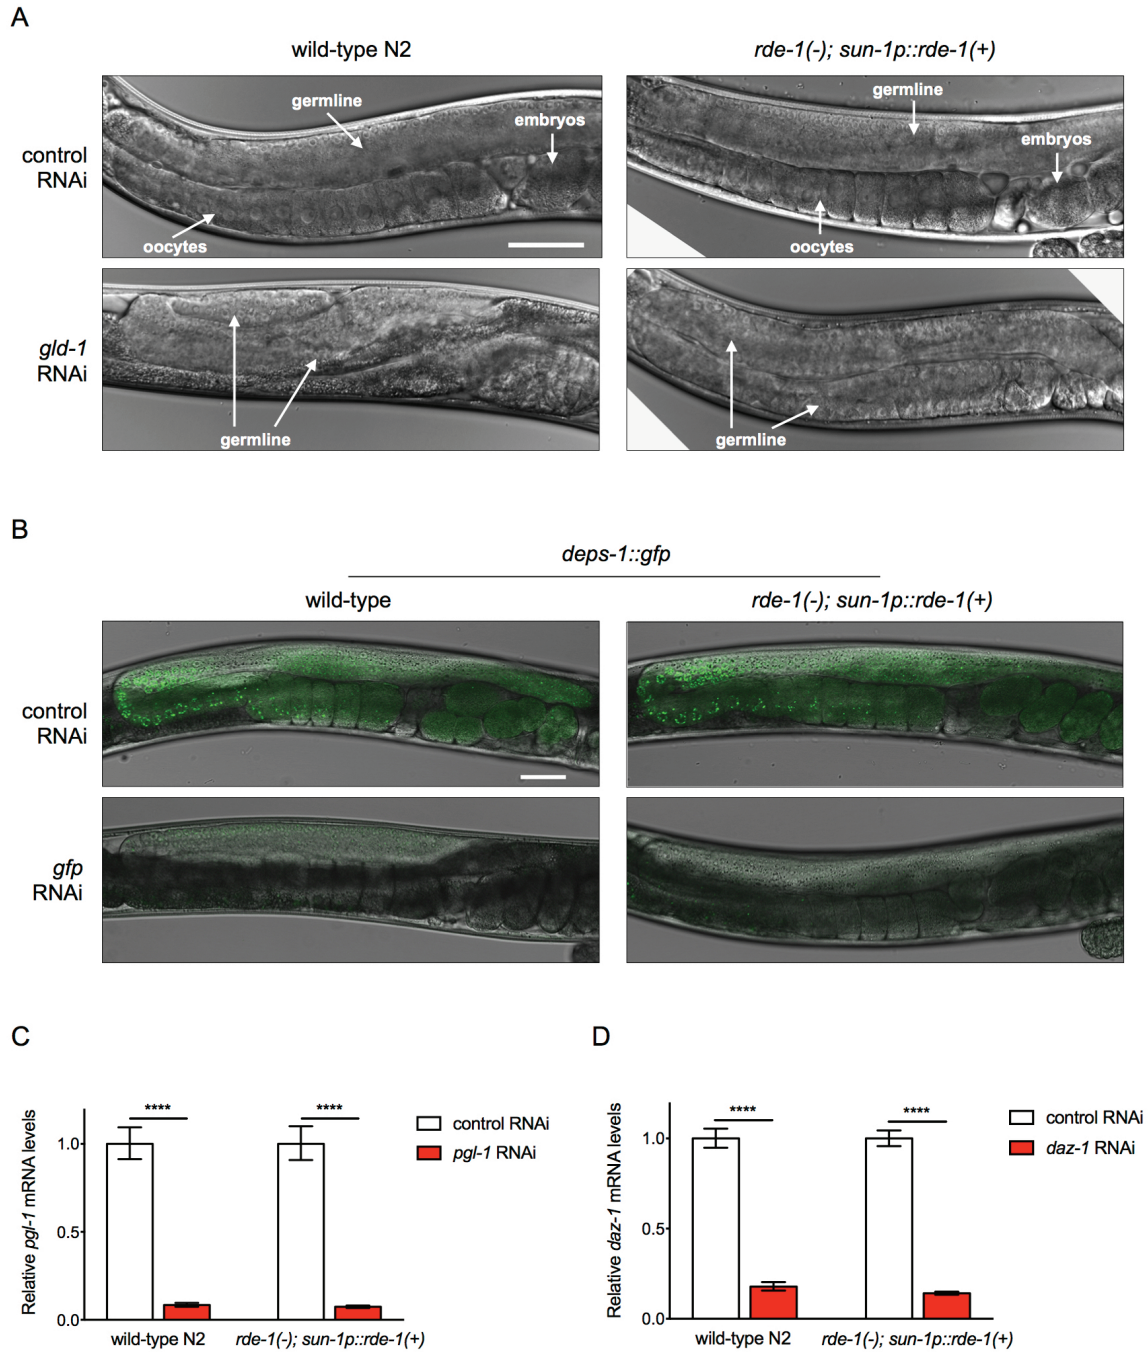 A
wild-type N2
rde-1(-); sun-1p::rde-1(+)
control
RNAi
germline
embryos
oocytes
germline
embryos
oocytes
gld-1
RNAi
germline
germline
B
deps-1::gfp
wild-type
rde-1(-); sun-1p::rde-1(+)
control
RNAi
gfp
RNAi
C
Relative pgl-1 mRNA levels
1.0
0.5
0.0
****
****
wild-type N2
rde-1(-); sun-1p::rde-1(+)
control RNAi
pgl-1 RNAi
D
Relative daz-1 mRNA levels
1.0
0.5
0.0
****
****
wild-type N2
rde-1(-); sun-1p::rde-1(+)
control RNAi
daz-1 RNAi